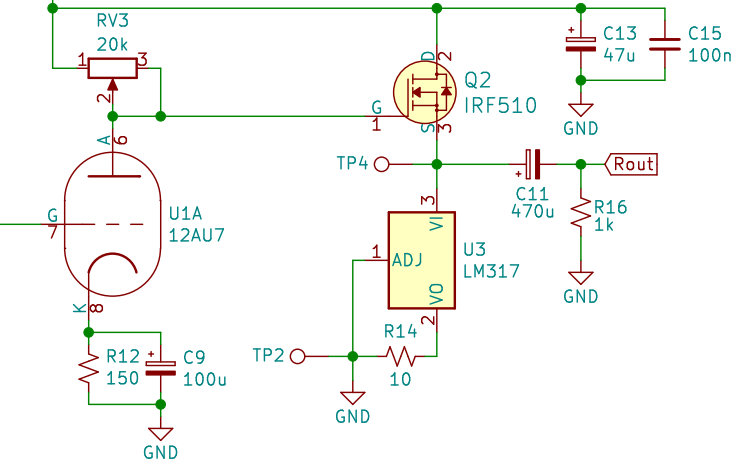 RV3
20k
1
3
2
A
6
G
7
U1A
12AU7
K
8
R12
150
C9
100u
GND
D
2
Q2
IRF510
G
1
S
3
TP4
C11
470u
Rout
R16
1k
GND
C13
47u
C15
100n
GND
3
VI
1
ADJ
U3
LM317
VO
2
R14
10
TP2
GND